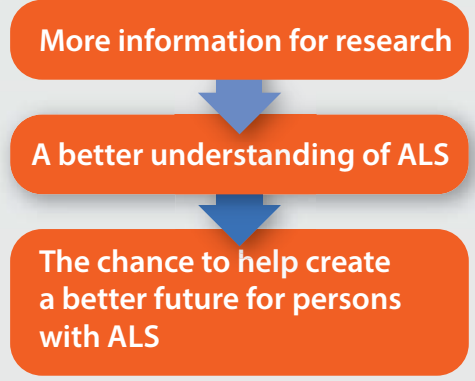 More information for research
A better understanding of ALS
The chance to help create
a better future for persons
with ALS